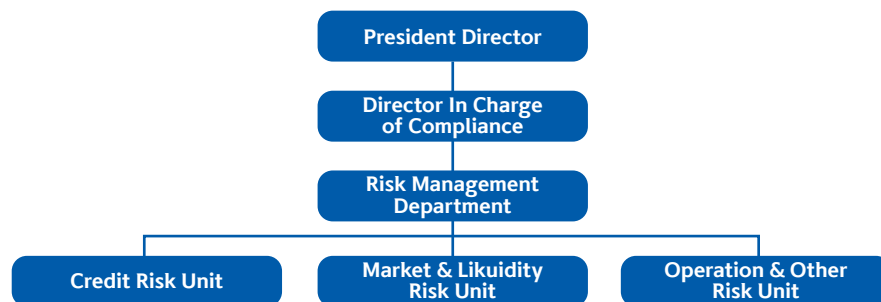 President Director
Director In Charge
of Compliance
Risk Management
Department
Credit Risk Unit
Market & Likuidity
Risk Unit
Operation & Other
Risk Unit